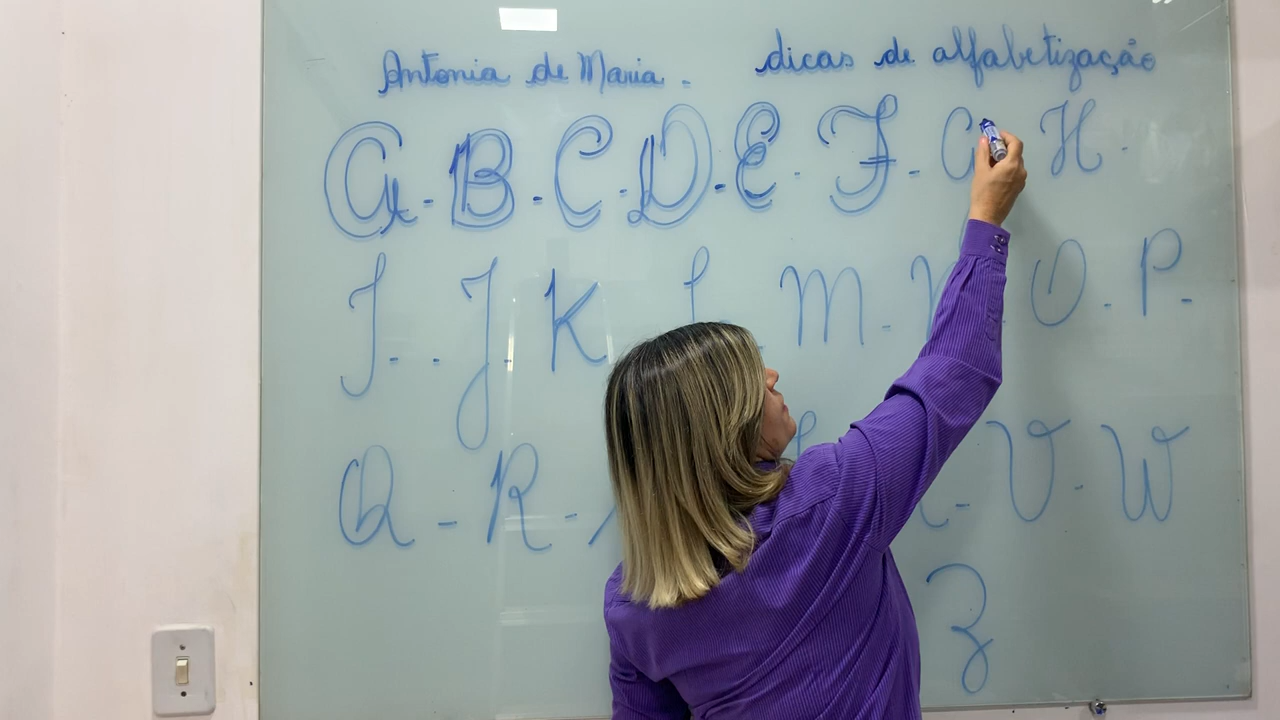 Antonia de Maria. dicas de alfabetização
A - B - C - D - E - F - G H -
I - - J - K L - M - N O - P -
Q - R - - V - W
Z